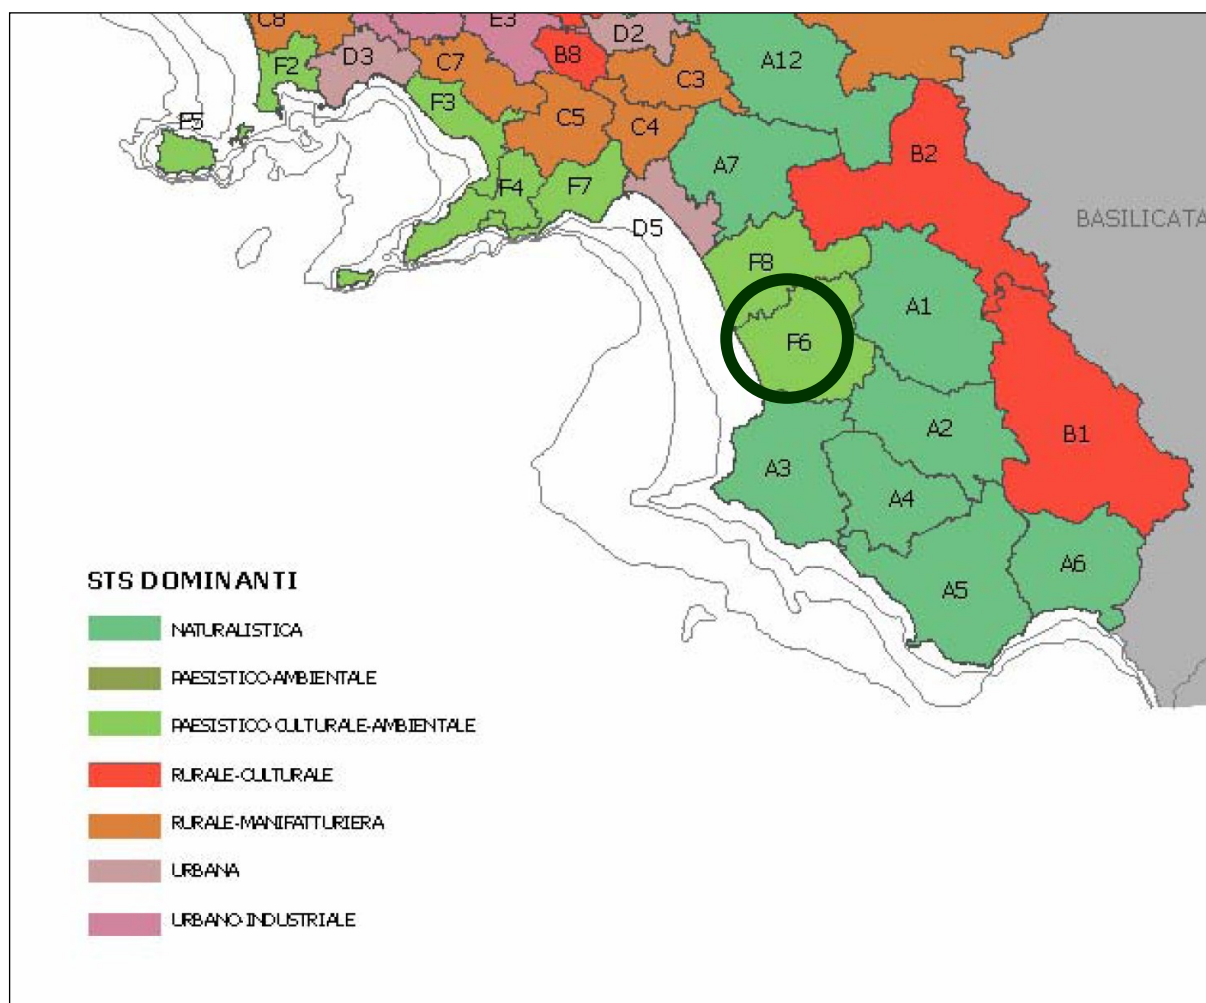 C8
E3
D2
D3
C7
B8
A12
F2
C3
F3
C5
C4
F5
A7
B2
F4
F7
D5
BASILICATA
F8
A1
F6
A2
B1
A3
A4
A6
A5
STS DOMINANTI
NATURALISTICA
PAESISTICO-AMBIENTALE
PAESISTICO-CULTURALE-AMBIENTALE
RURALE-CULTURALE
RURALE-MANIFATTURIERA
URBANA
URBANO-INDUSTRIALE